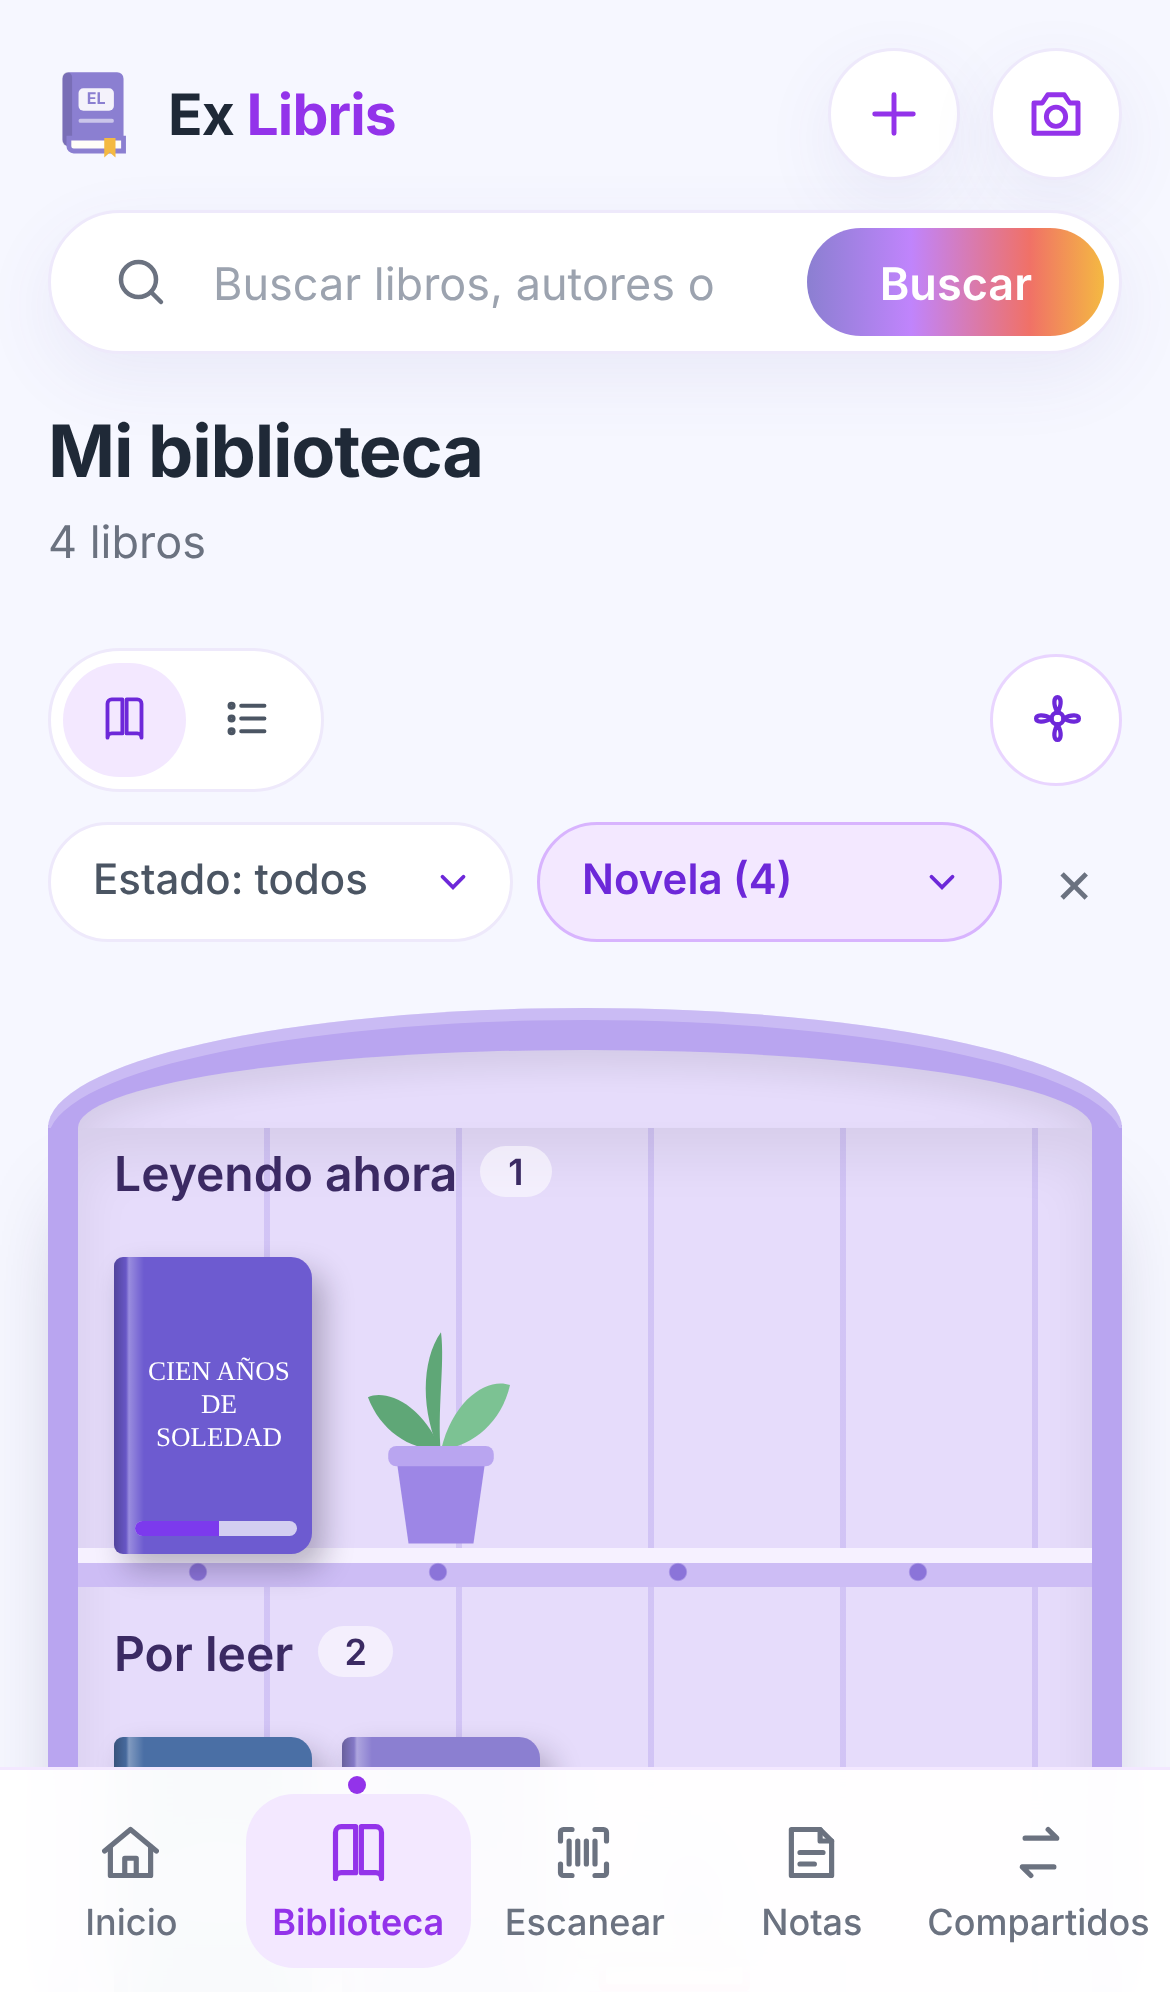 EL
Ex Libris
Buscar libros, autores o
Buscar
Mi biblioteca
4 libros
Estado: todos
Novela (4)
Leyendo ahora 1
CIEN AÑOS
DE
SOLEDAD
Por leer 2
Inicio
Biblioteca
Escanear
Notas
Compartidos